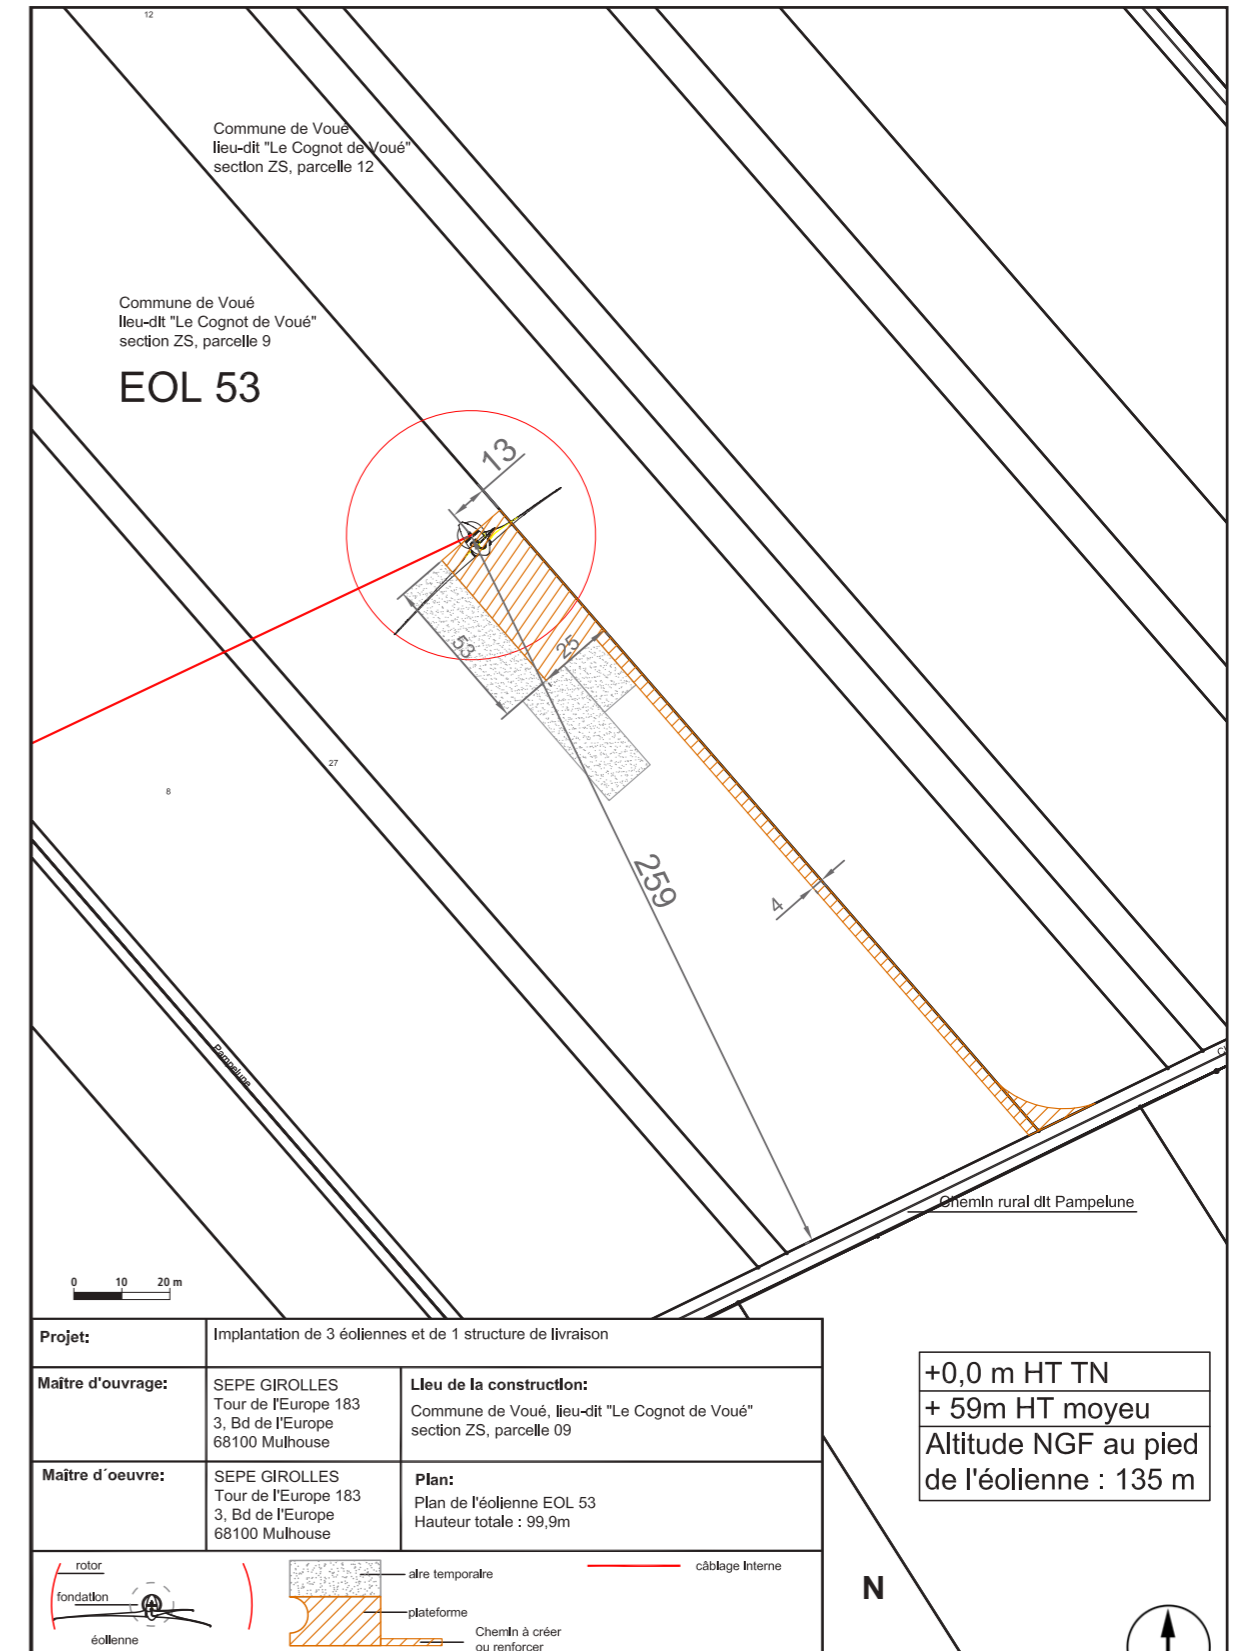 12
Commune de Voué
lieu-dit "Le Cognot de Voué"
section ZS, parcelle 12
Commune de Voué
lieu-dit "Le Cognot de Voué"
section ZS, parcelle 9
EOL 53
13
53
25
259
4
27
8
Pampelune
Chemin rural dit Pampelune
0 10 20 m
Projet:
Implantation de 3 éoliennes et de 1 structure de livraison
Maître d'ouvrage:
SEPE GIROLLES
Tour de l'Europe 183
3, Bd de l'Europe
68100 Mulhouse
Lieu de la construction:
Commune de Voué, lieu-dit "Le Cognot de Voué"
section ZS, parcelle 09
Maître d´oeuvre:
SEPE GIROLLES
Tour de l'Europe 183
3, Bd de l'Europe
68100 Mulhouse
Plan:
Plan de l'éolienne EOL 53
Hauteur totale : 99,9m
+0,0 m HT TN
+ 59m HT moyeu
Altitude NGF au pied
de l'éolienne : 135 m
rotor
fondation
éolienne
aire temporaire
plateforme
Chemin à créer
ou renforcer
câblage Interne
N